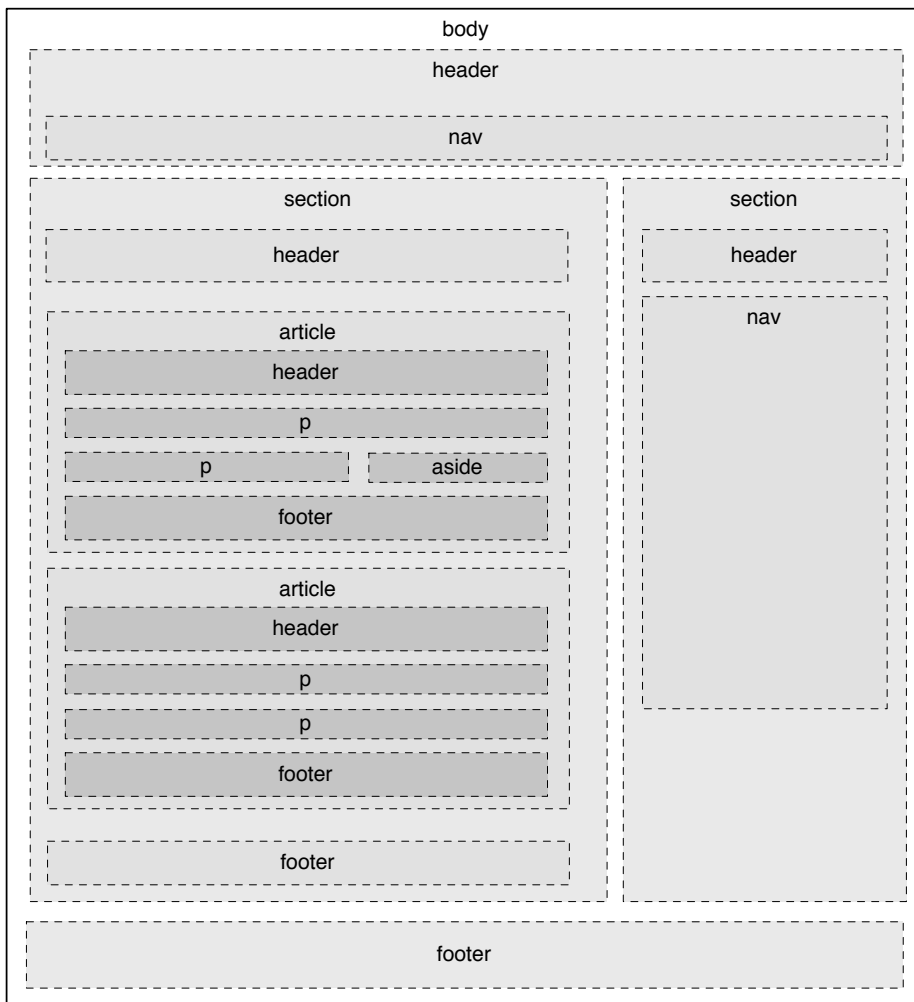 body
header
nav
section
header
article
header
p
p
aside
footer
article
header
p
p
footer
footer
section
header
nav
footer